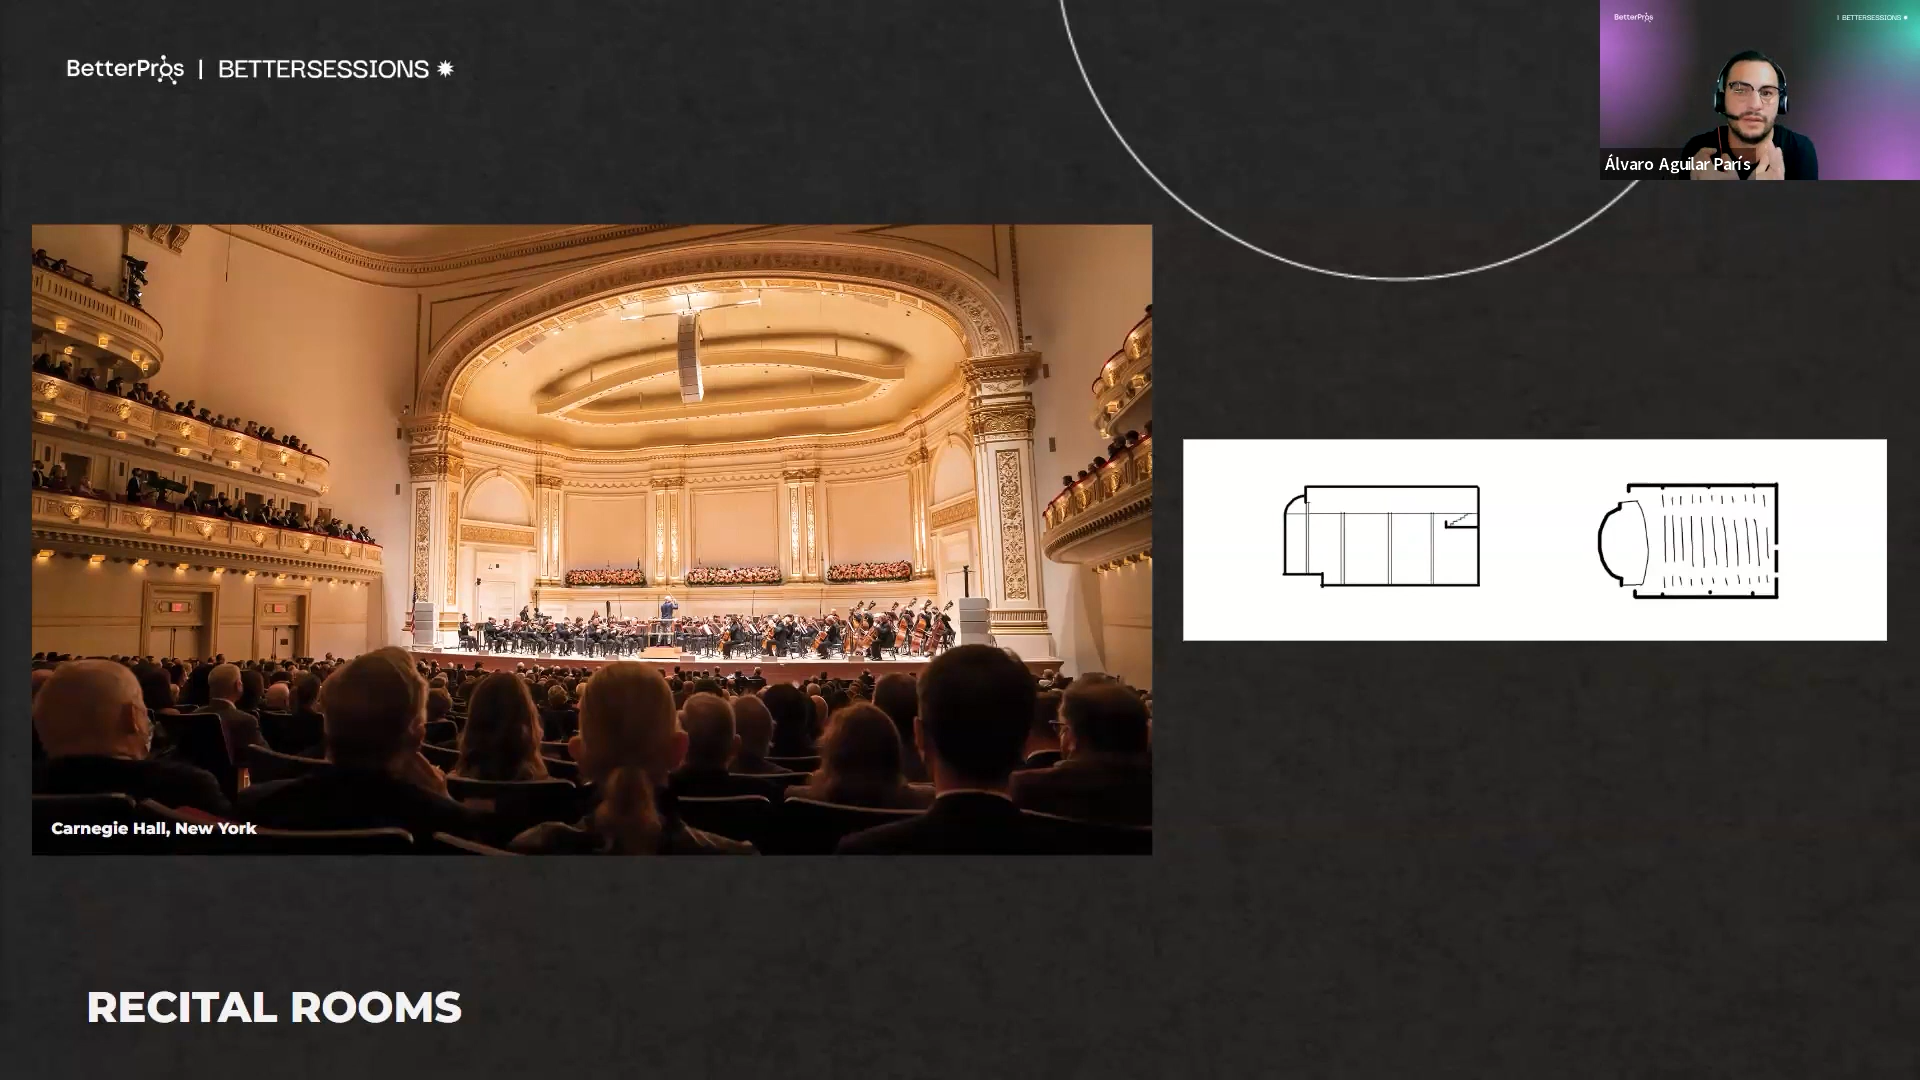 BetterPros | BETTERSESSIONS
BetterPros | BETTERSESSIONS
Álvaro Aguilar París
Carnegie Hall, New York
RECITAL ROOMS